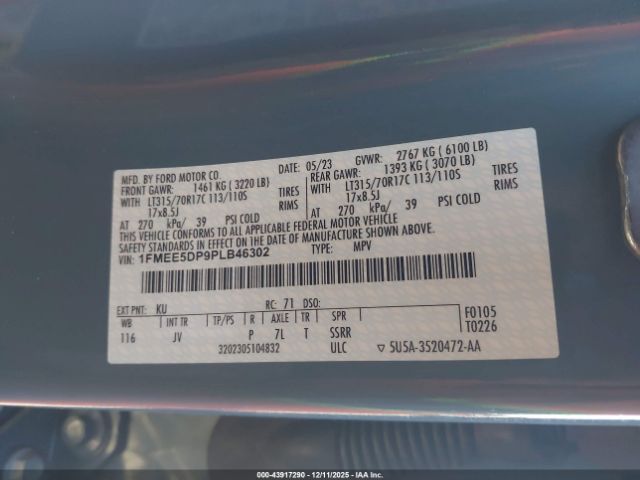 MFD. BY FORD MOTOR CO.
DATE: 05/23 GVWR: 2767 KG ( 6100 LB)
FRONT GAWR: 1461 KG ( 3220 LB) REAR GAWR: 1393 KG ( 3070 LB)
LT315/70R17C 113/110S TIRES LT315/70R17C 113/110S TIRES
17x8.5J RIMS 17x8.5J RIMS
AT 270 kPa/ 39 PSI COLD AT 270 kPa/ 39 PSI COLD
THIS VEHICLE CONFORMS TO ALL APPLICABLE FEDERAL MOTOR VEHICLE
SAFETY STANDARDS IN EFFECT ON THE DATE OF MANUFACTURE SHOWN ABOVE.
VIN: 1FMEE5DP9PLB46302 TYPE: MPV
EXT PNT: KU RC: 71 DSO:
WB INT TR TP/PS R AXLE TR SPR F0105
116 JV P 7L T SSRR T0226
3202305104832 ULC ▽ 5U5A-3520472-AA
000-43917290 - 12/11/2025 - IAAI, INC.